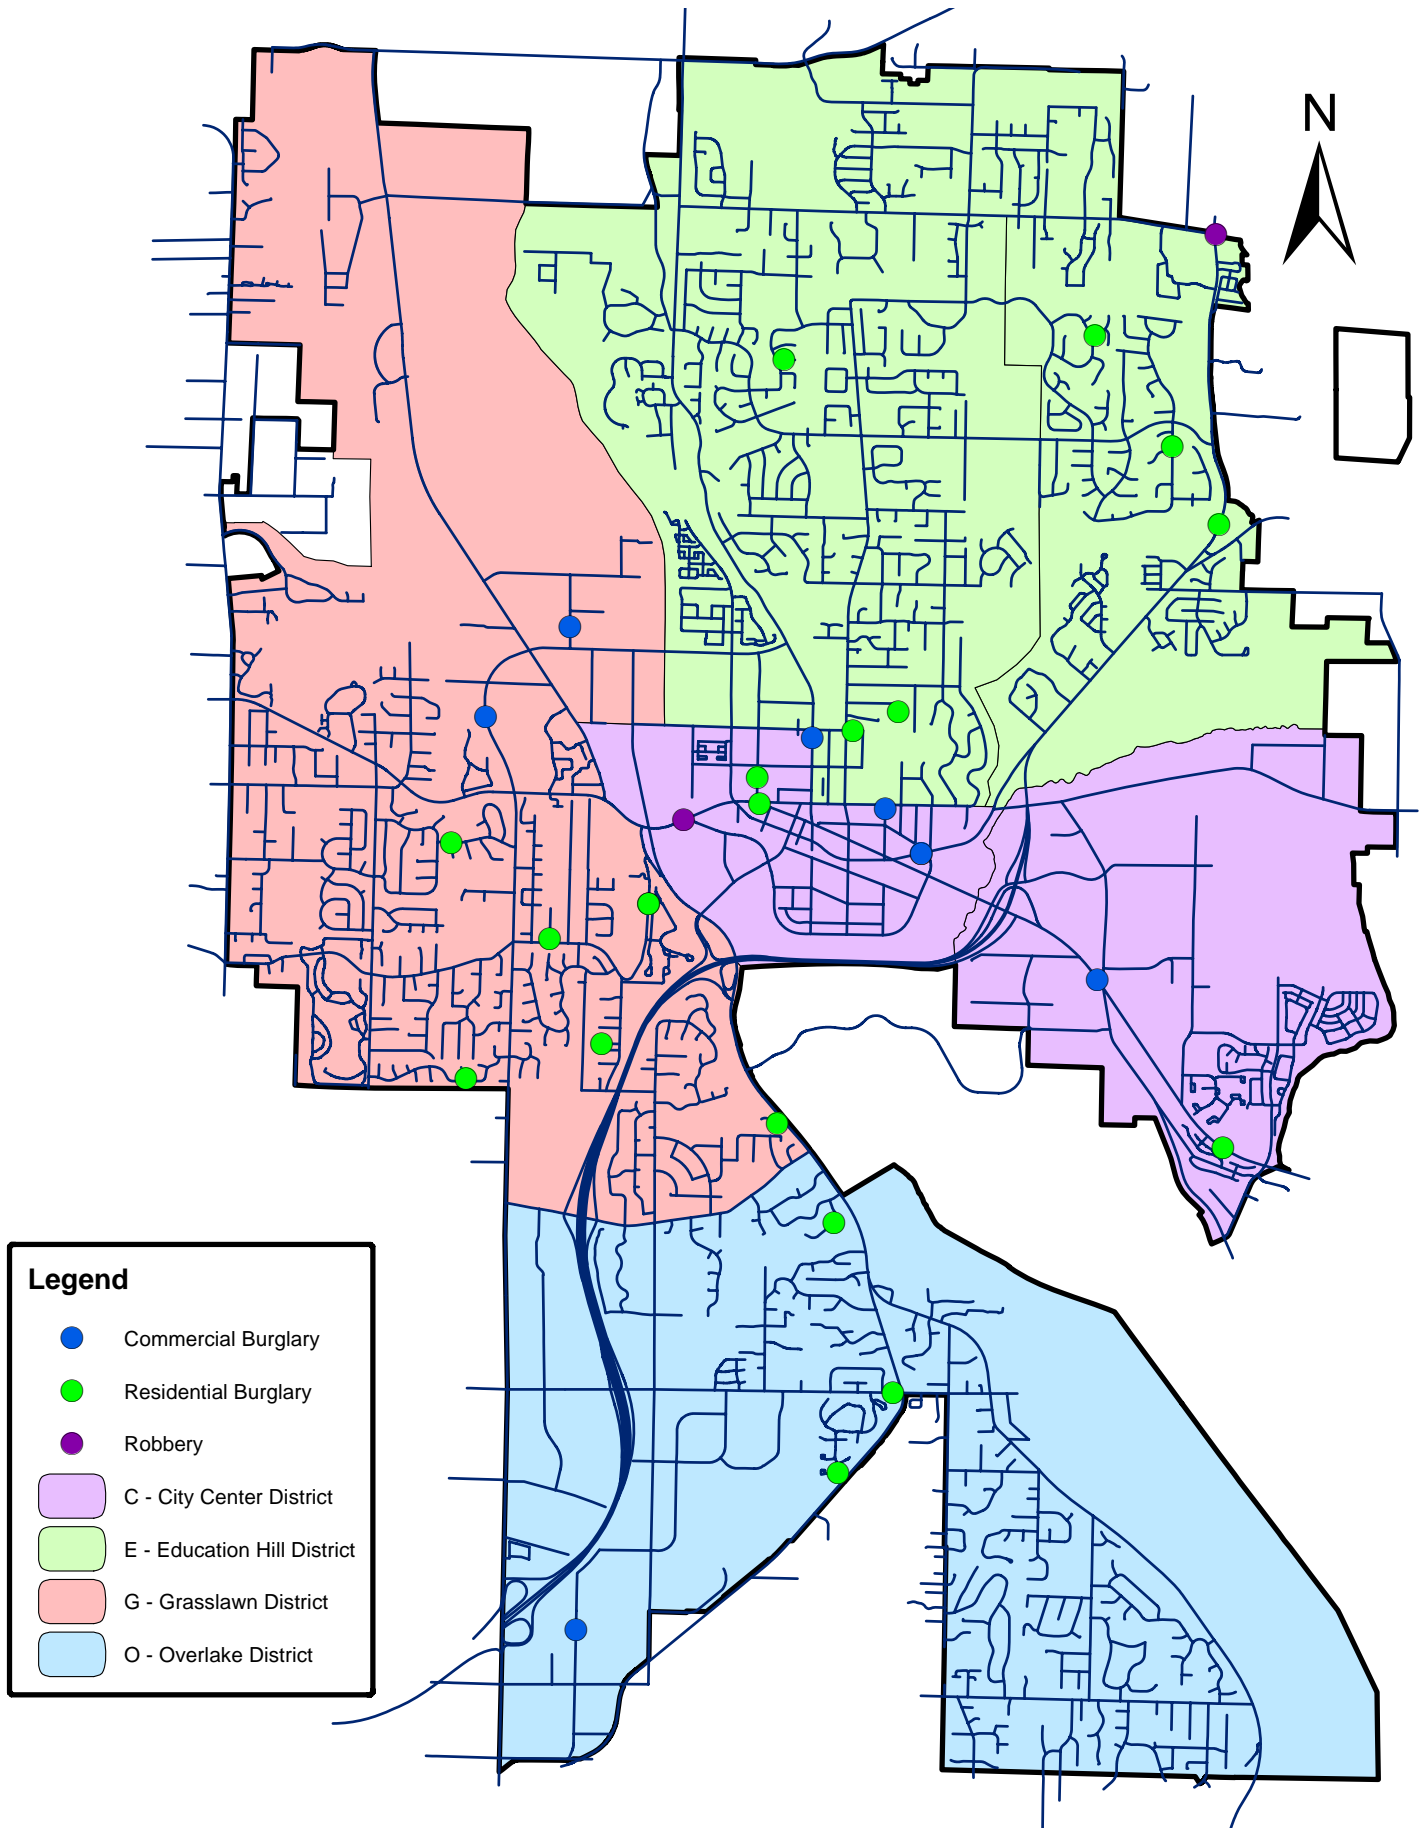 N
Legend
Commercial Burglary
Residential Burglary
Robbery
C - City Center District
E - Education Hill District
G - Grasslawn District
O - Overlake District